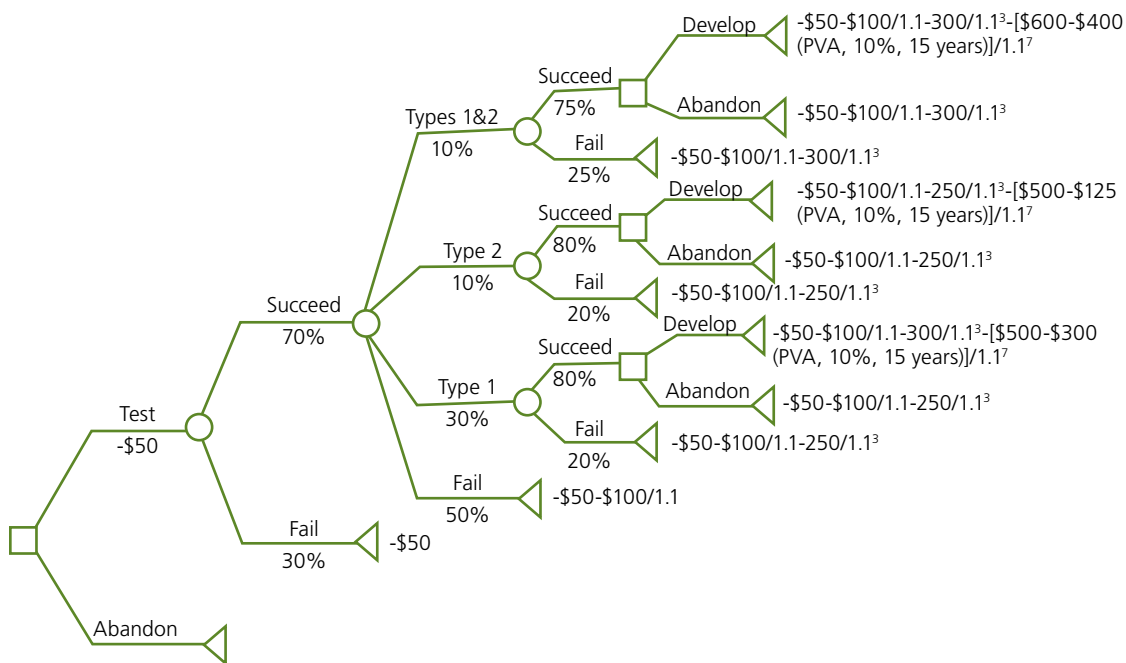 Develop
-$50-$100/1.1-300/1.1³-[$600-$400
(PVA, 10%, 15 years)]/1.1⁷
Succeed
75%
Abandon
-$50-$100/1.1-300/1.1³
Types 1&2
10%
Fail
25%
-$50-$100/1.1-300/1.1³
Develop
-$50-$100/1.1-250/1.1³-[$500-$125
(PVA, 10%, 15 years)]/1.1⁷
Succeed
80%
Abandon
-$50-$100/1.1-250/1.1³
Type 2
10%
Fail
20%
-$50-$100/1.1-250/1.1³
Succeed
70%
Develop
-$50-$100/1.1-300/1.1³-[$500-$300
(PVA, 10%, 15 years)]/1.1⁷
Succeed
80%
Abandon
-$50-$100/1.1-250/1.1³
Type 1
30%
Fail
20%
-$50-$100/1.1-250/1.1³
Test
-$50
Fail
50%
-$50-$100/1.1
Fail
30%
-$50
Abandon